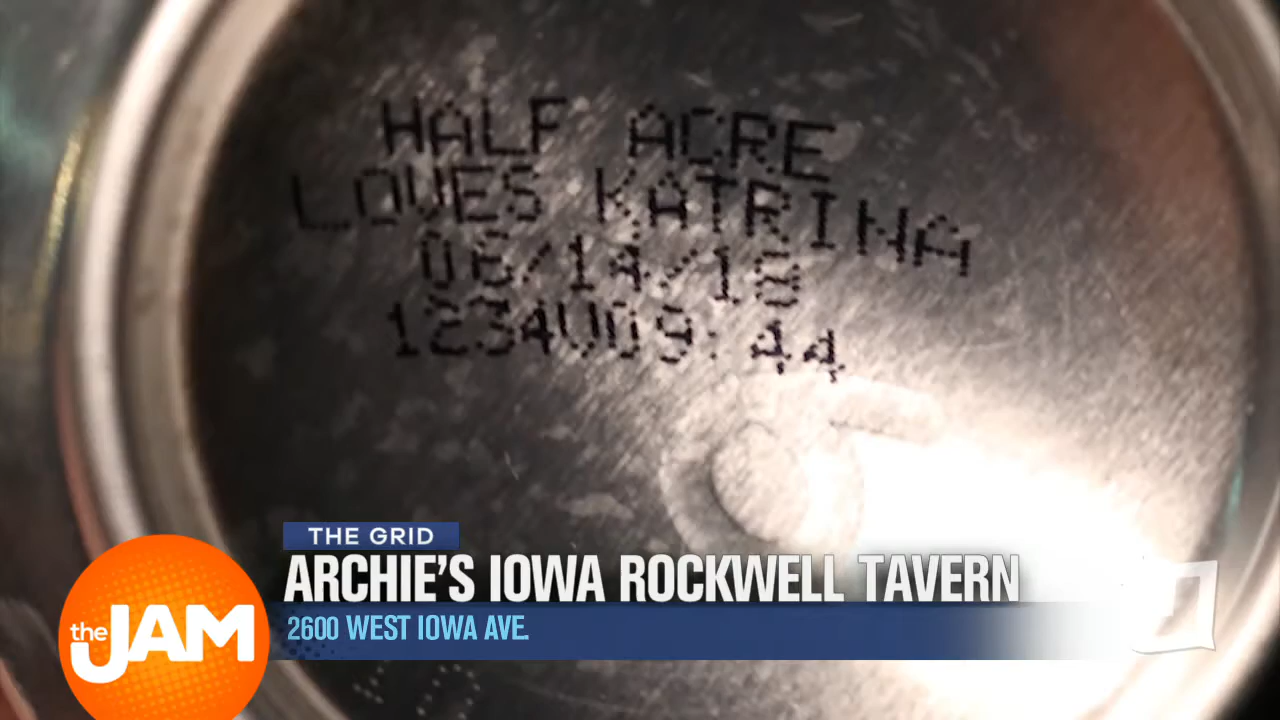 HALF ACRE
LOVES KATRINA
06/14/18
1234U09:44
THE GRID
ARCHIE'S IOWA ROCKWELL TAVERN
2600 WEST IOWA AVE.
the JAM